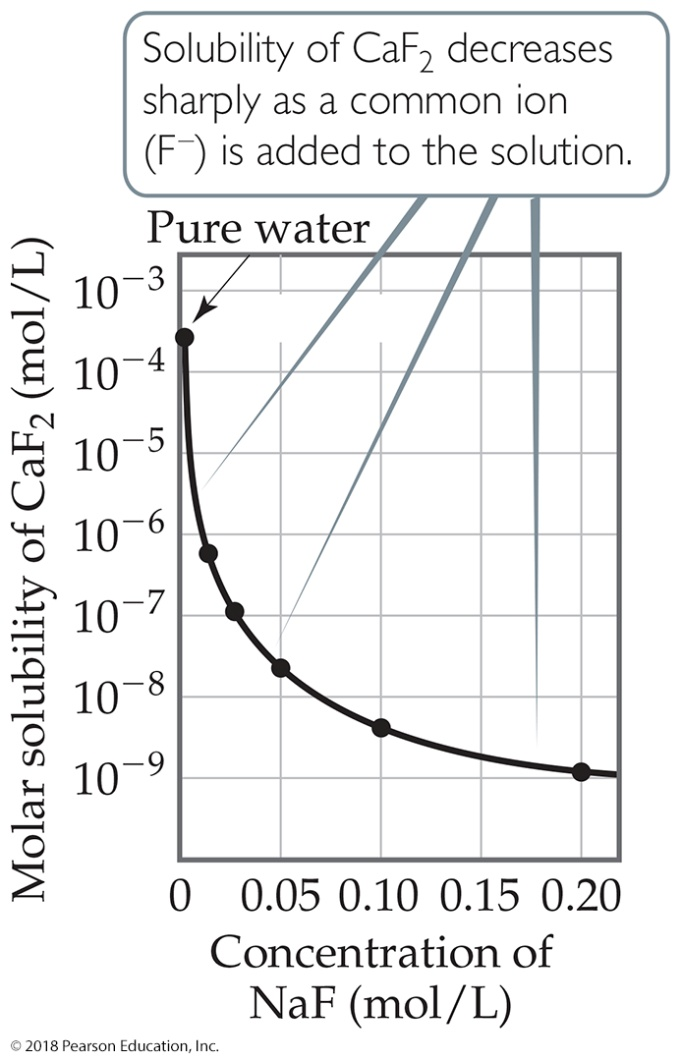 Solubility of CaF₂ decreases
sharply as a common ion
(F⁻) is added to the solution.
Pure water
Molar solubility of CaF₂ (mol/L)
10⁻³
10⁻⁴
10⁻⁵
10⁻⁶
10⁻⁷
10⁻⁸
10⁻⁹
0 0.05 0.10 0.15 0.20
Concentration of
NaF (mol/L)
© 2018 Pearson Education, Inc.